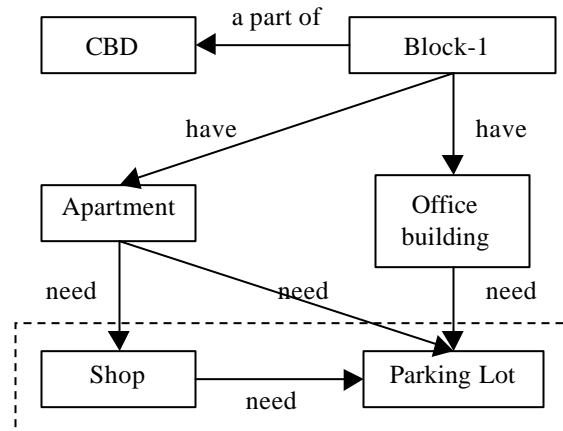 a part of
CBD
Block-1
have
have
Apartment
Office
building
need
need
need
Shop
Parking Lot
need